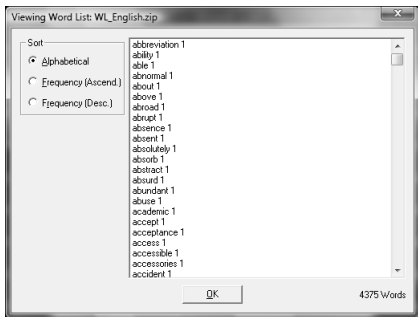 Viewing Word List: WL_English.zip
Sort
Alphabetical
Frequency (Ascend.)
Frequency (Desc.)
abbreviation 1
ability 1
able 1
abnormal 1
about 1
above 1
abroad 1
abrupt 1
absence 1
absent 1
absolutely 1
absorb 1
abstract 1
absurd 1
abundant 1
abuse 1
academic 1
accept 1
acceptance 1
access 1
accessible 1
accessories 1
accident 1
OK
4375 Words